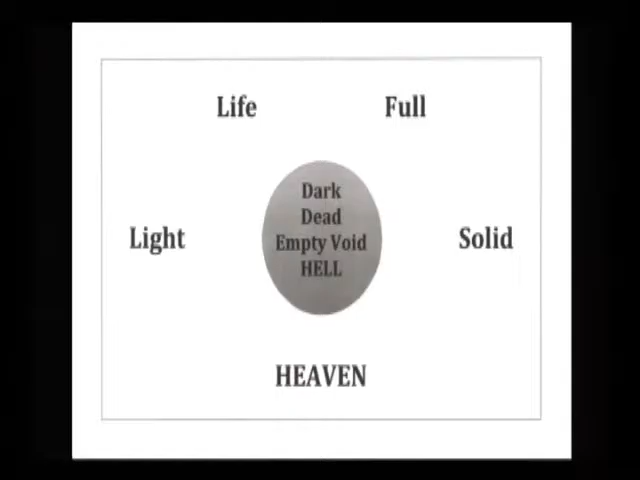 Life Full
Dark
Dead
Light Empty Void Solid
HELL
HEAVEN